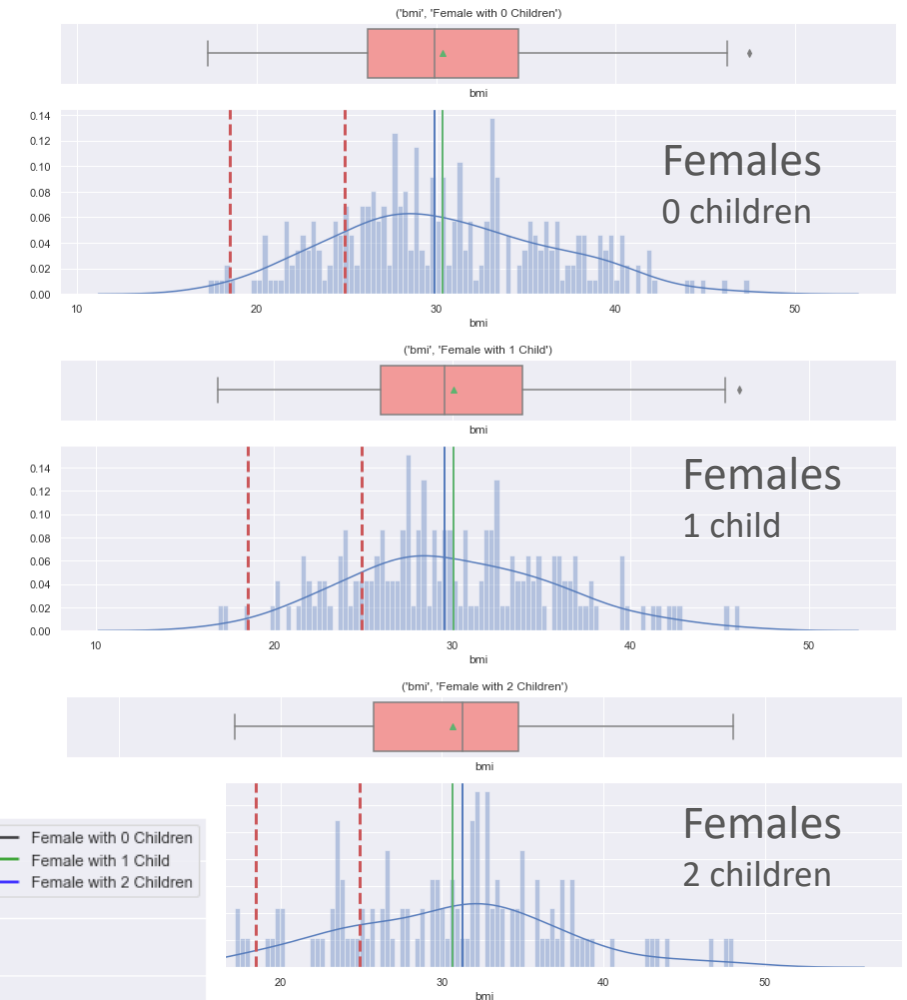 ('bmi', 'Female with 0 Children')
bmi
0.14
0.12
0.10
0.08
0.06
0.04
0.02
0.00
Females
0 children
10 20 30 40 50
bmi
('bmi', 'Female with 1 Child')
bmi
0.14
0.12
0.10
0.08
0.06
0.04
0.02
0.00
Females
1 child
10 20 30 40 50
bmi
('bmi', 'Female with 2 Children')
bmi
Females
2 children
Female with 0 Children
Female with 1 Child
Female with 2 Children
20 30 40 50
bmi